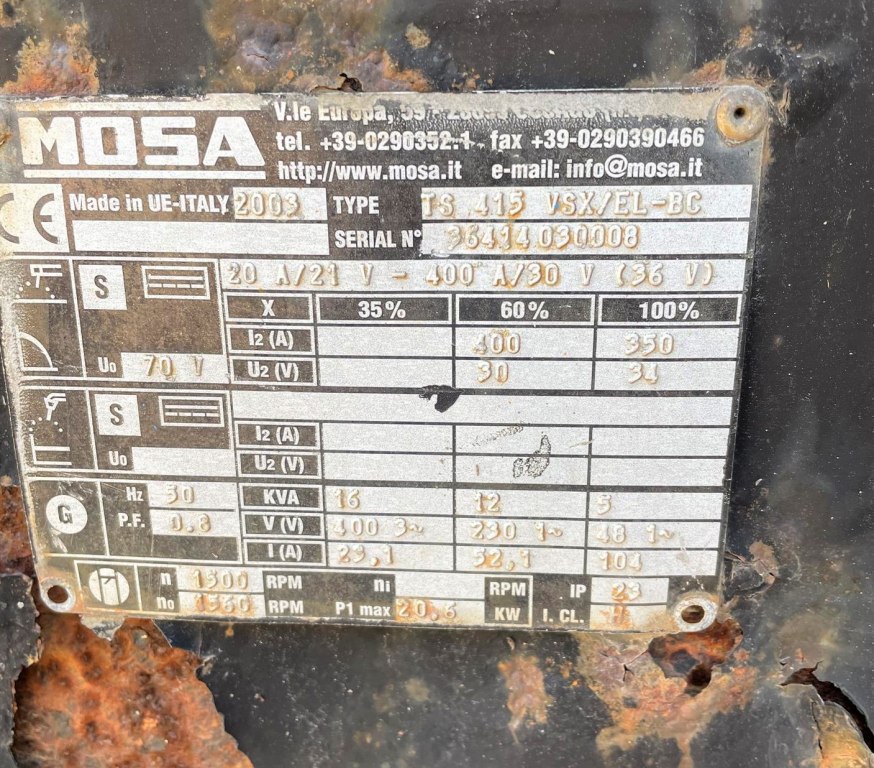 MOSA
V.le Europa, 59
tel. +39-0290352.1 fax +39-0290390466
http://www.mosa.it e-mail: info@mosa.it
CE Made in UE-ITALY 2003 TYPE TS 415 VSX/EL-BC
SERIAL N° 36414030008
S 20 A/21 V - 400 A/30 V (36 V)
X 35% 60% 100%
I2 (A) 400 350
U0 70 V U2 (V) 30 34
S
I2 (A)
U0 U2 (V)
G Hz 50 KVA 16 12 5
P.F. 0,8 V (V) 400 3~ 230 1~ 48 1~
I (A) 23,1 52,1 104
n 1500 RPM n1 RPM IP 23
n0 1560 RPM P1 max 20,6 KW I. CL. H